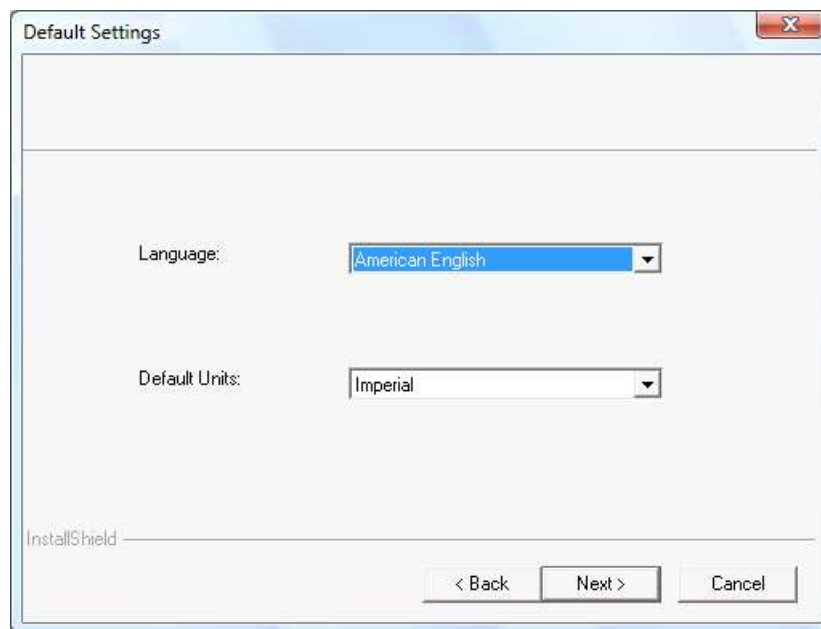 Default Settings
Language:
American English
Default Units:
Imperial
InstallShield
< Back
Next >
Cancel